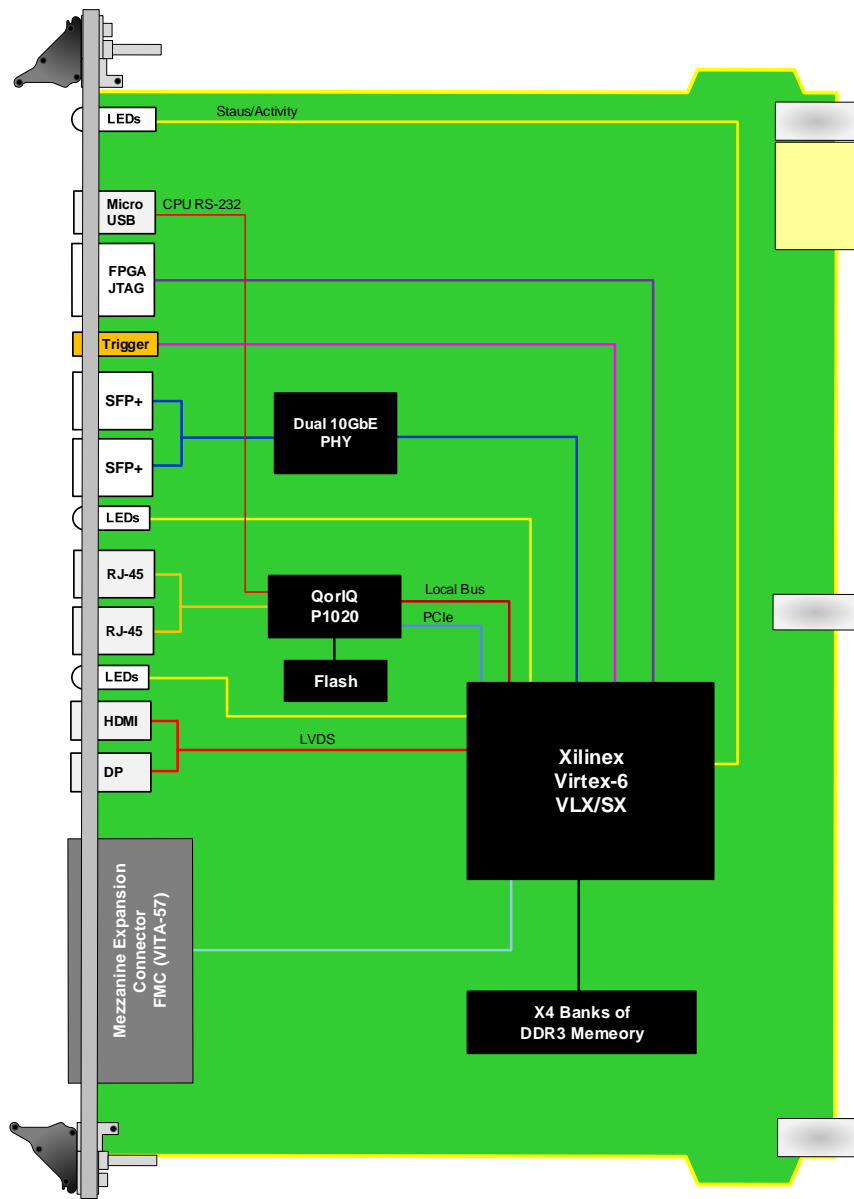 LEDs
Staus/Activity
Micro
USB
CPU RS-232
FPGA
JTAG
Trigger
SFP+
SFP+
Dual 10GbE
PHY
LEDs
RJ-45
RJ-45
QorIQ
P1020
Local Bus
PCIe
Flash
LEDs
HDMI
DP
LVDS
Xilinex
Virtex-6
VLX/SX
Mezzanine Expansion
Connector
FMC (VITA-57)
X4 Banks of
DDR3 Memeory